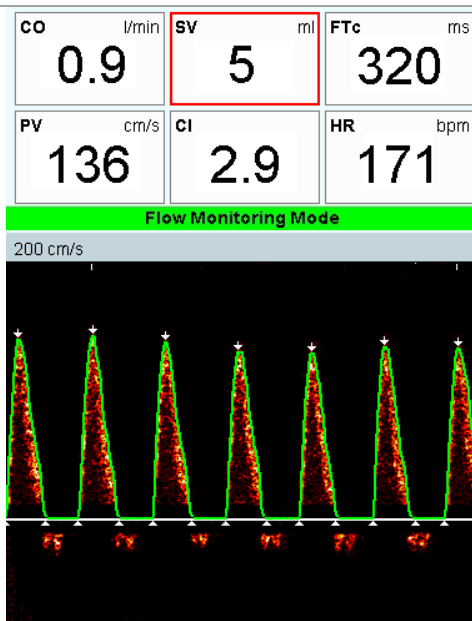 CO l/min SV ml FTc ms
0.9 5 320
PV cm/s CI HR bpm
136 2.9 171
Flow Monitoring Mode
200 cm/s